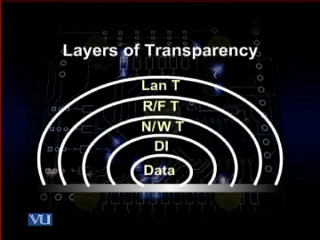 Layers of Transparency
Lan T
R/F T
N/W T
DI
Data
VU